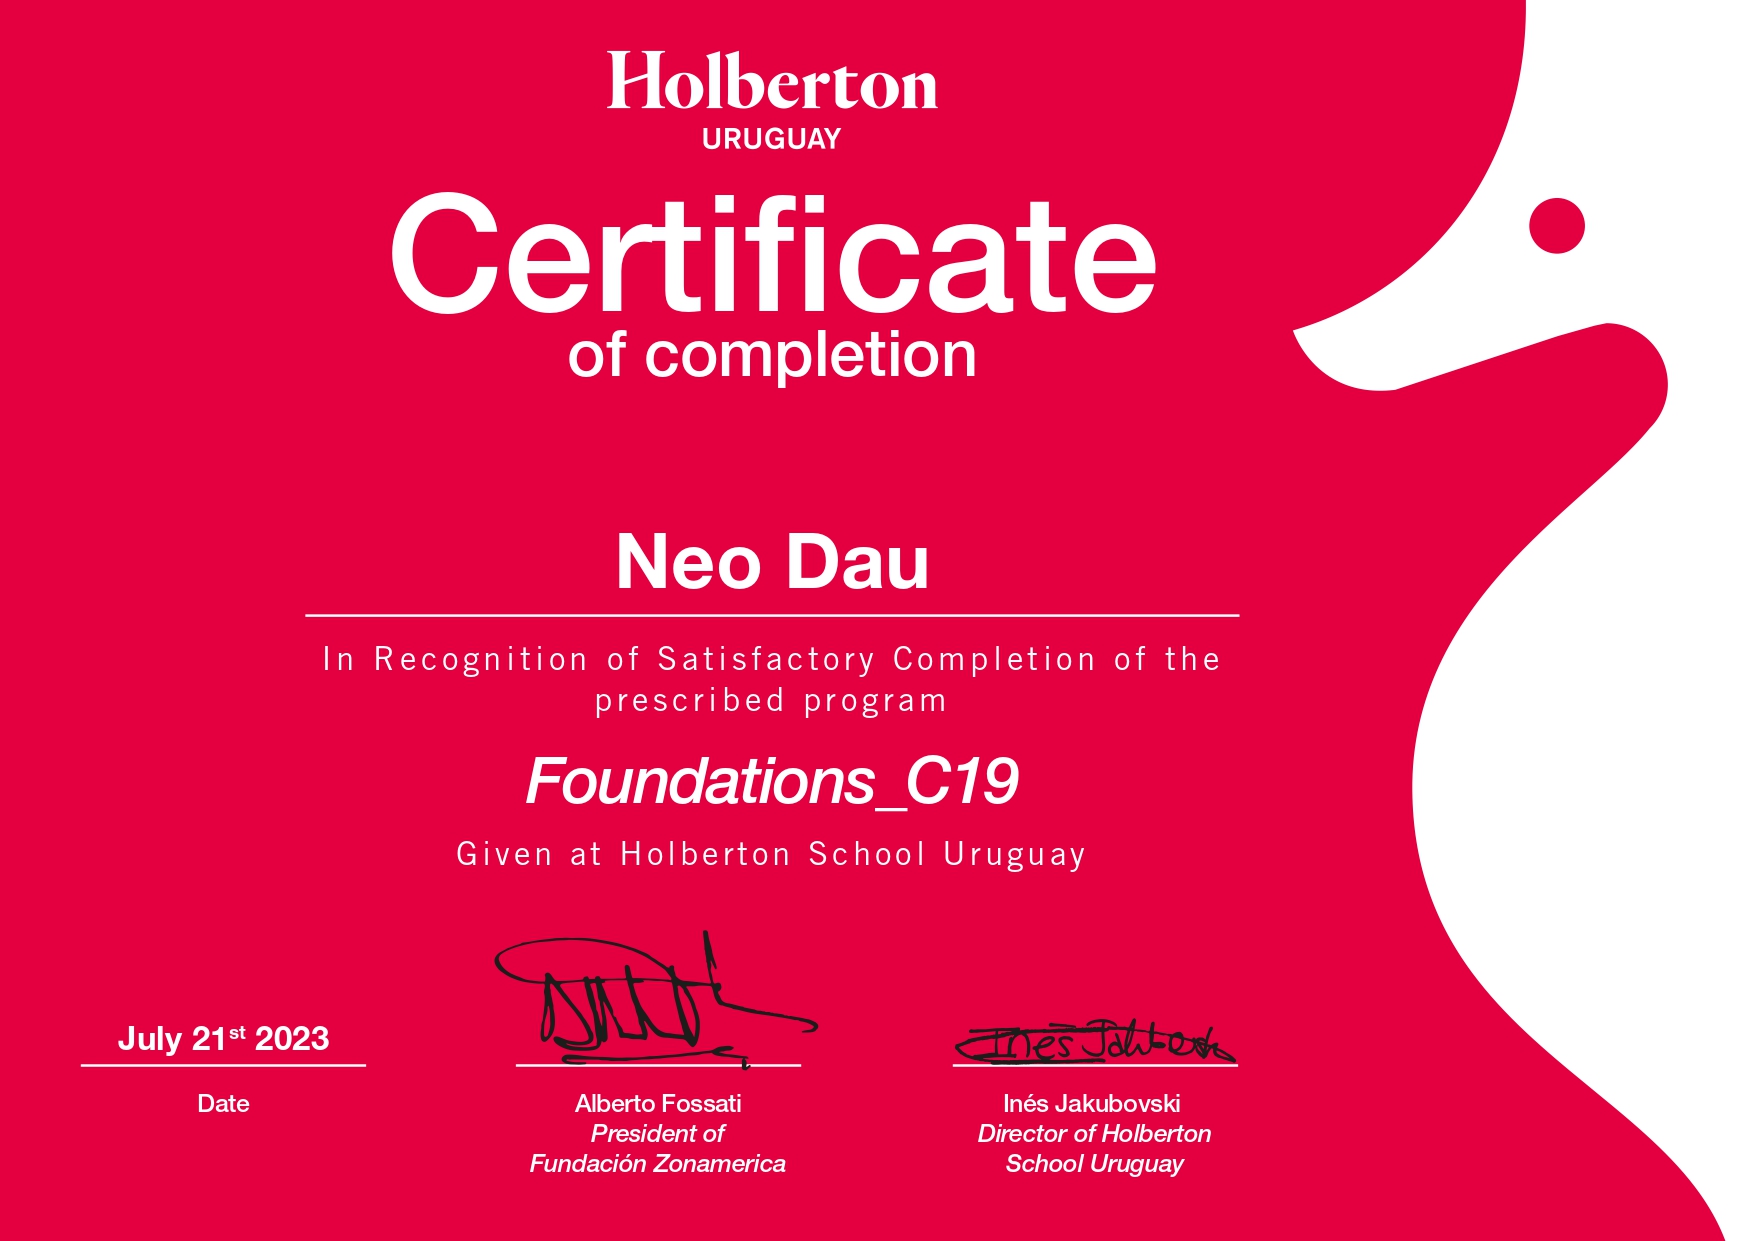 Holberton
URUGUAY
Certificate
of completion
Neo Dau
In Recognition of Satisfactory Completion of the
prescribed program
Foundations_C19
Given at Holberton School Uruguay
July 21st 2023
Date
Alberto Fossati
President of
Fundación Zonamerica
Inés Jakubovski
Inés Jakubovski
Director of Holberton
School Uruguay